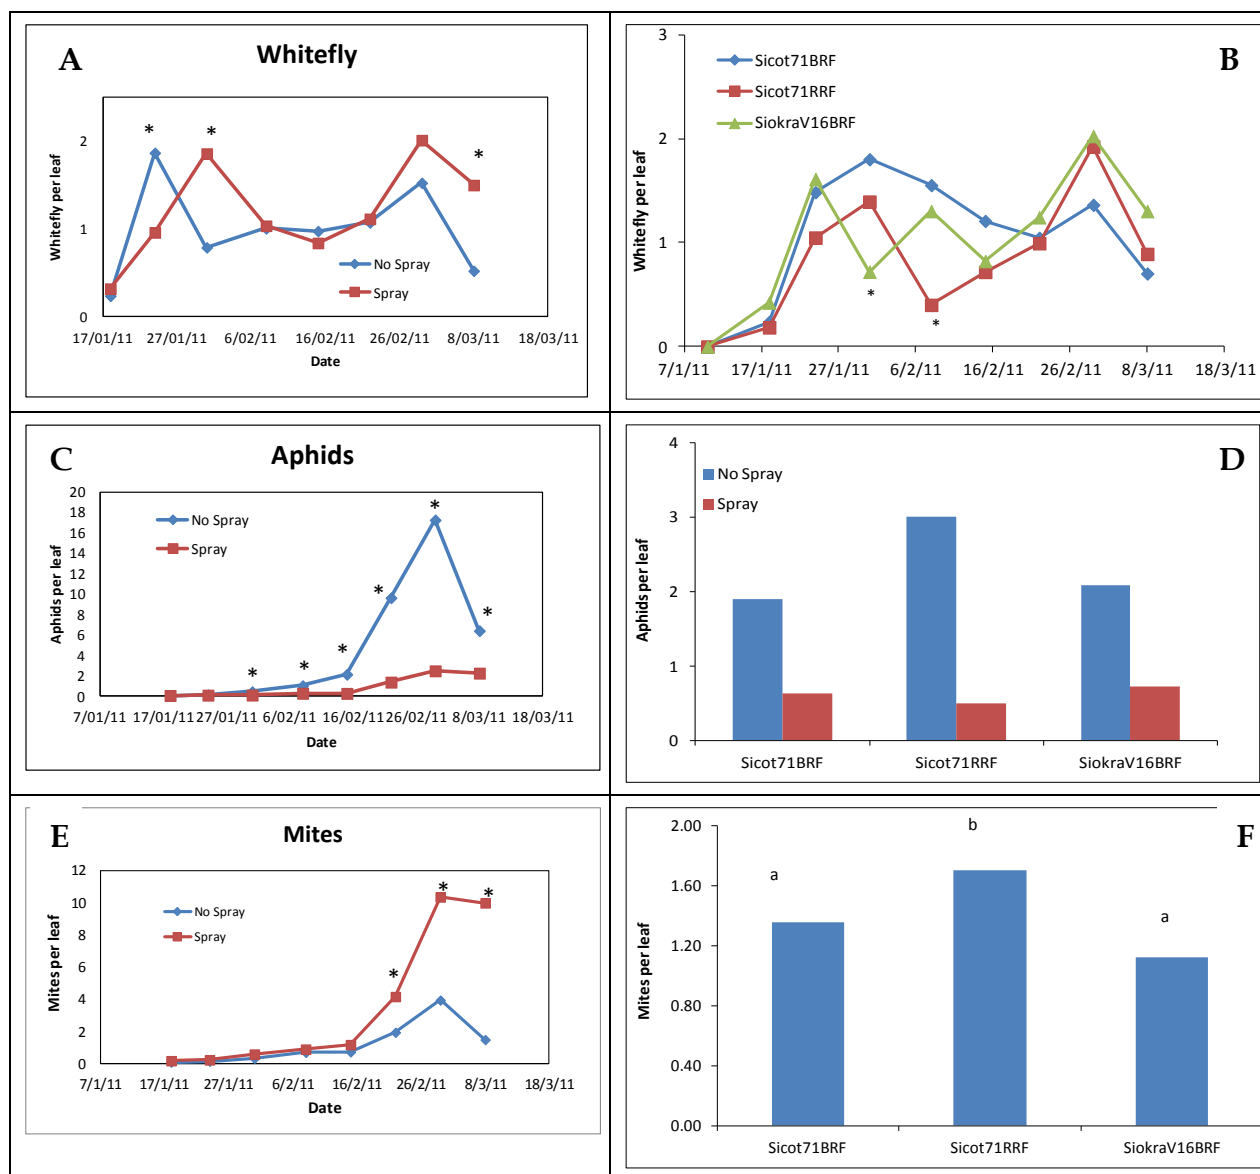 A
Whitefly
Whitefly per leaf
2
1
0
* * *
No Spray
Spray
17/01/11 27/01/11 6/02/11 16/02/11 26/02/11 8/03/11 18/03/11
Date
B
Whitefly per leaf
3
2
1
0
Sicot71BRF
Sicot71RRF
SiokraV16BRF
* *
7/1/11 17/1/11 27/1/11 6/2/11 16/2/11 26/2/11 8/3/11 18/3/11
C
Aphids
Aphids per leaf
20
18
16
14
12
10
8
6
4
2
0
No Spray
Spray
* * * * * *
7/01/11 17/01/11 27/01/11 6/02/11 16/02/11 26/02/11 8/03/11 18/03/11
Date
D
Aphids per leaf
4
3
2
1
0
No Spray
Spray
Sicot71BRF Sicot71RRF SiokraV16BRF
E
Mites
Mites per leaf
12
10
8
6
4
2
0
No Spray
Spray
* * *
7/1/11 17/1/11 27/1/11 6/2/11 16/2/11 26/2/11 8/3/11 18/3/11
Date
F
Mites per leaf
2.00
1.60
1.20
0.80
0.40
0.00
a b a
Sicot71BRF Sicot71RRF SiokraV16BRF